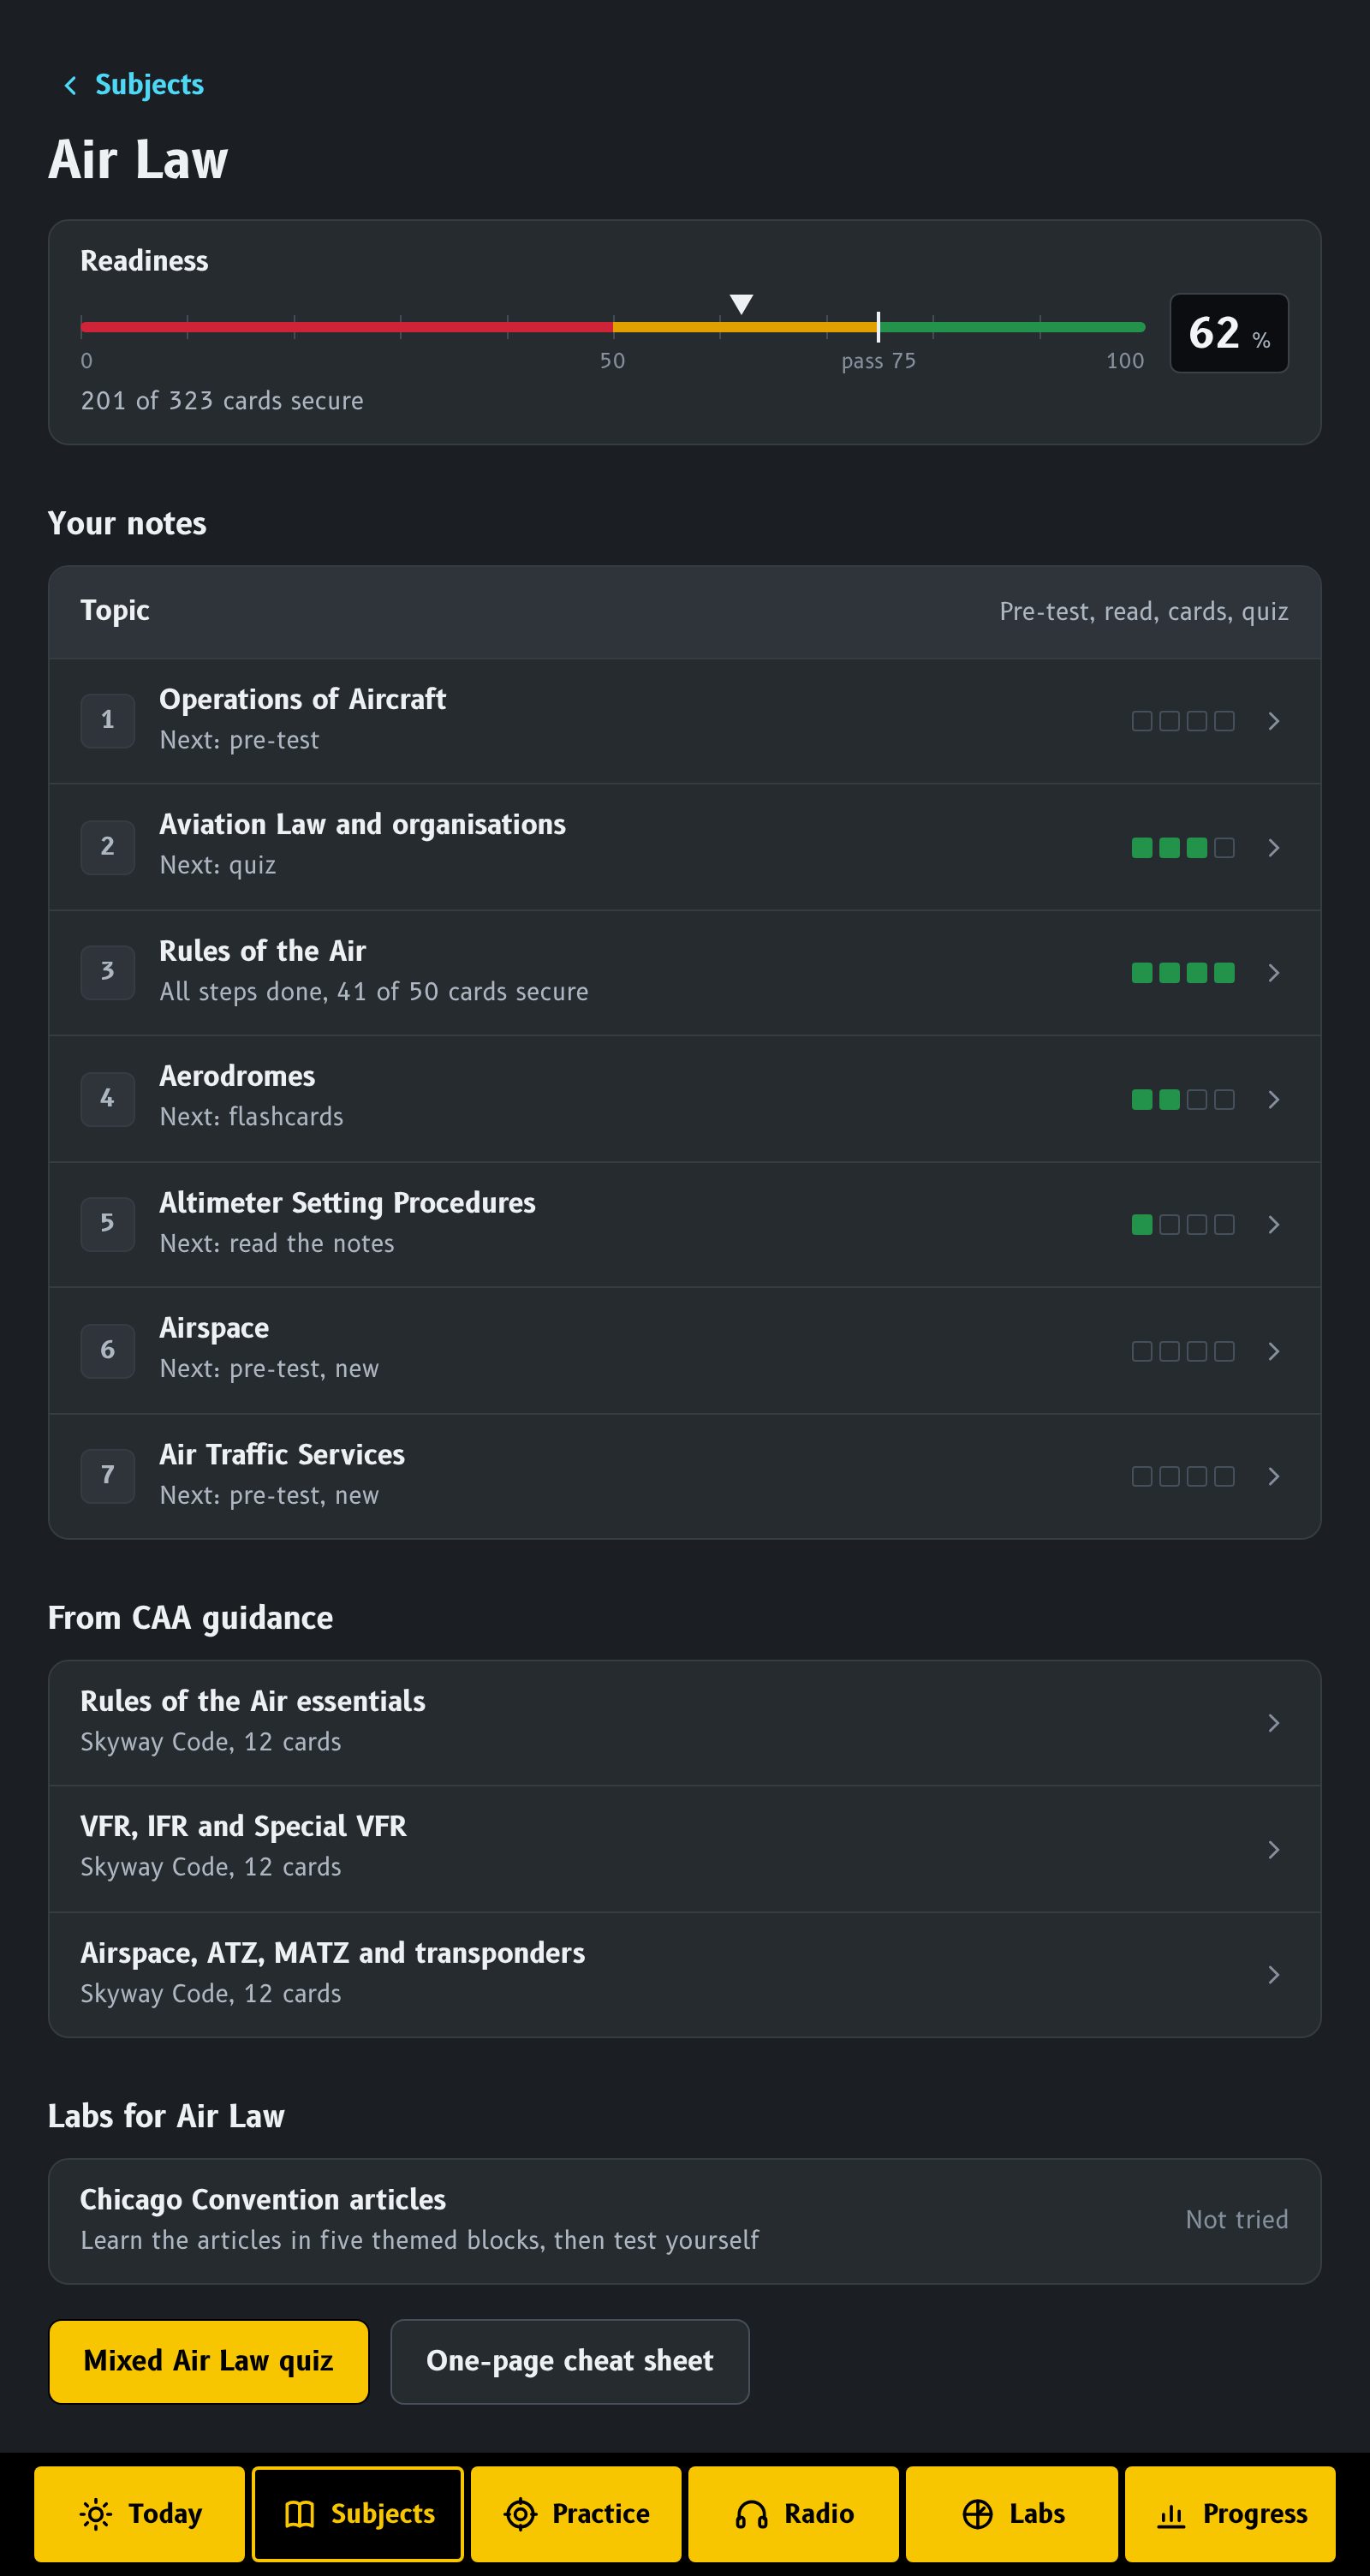 Subjects
Air Law
Readiness
62 %
0 50 pass 75 100
201 of 323 cards secure
Your notes
Topic Pre-test, read, cards, quiz
1 Operations of Aircraft
Next: pre-test
2 Aviation Law and organisations
Next: quiz
3 Rules of the Air
All steps done, 41 of 50 cards secure
4 Aerodromes
Next: flashcards
5 Altimeter Setting Procedures
Next: read the notes
6 Airspace
Next: pre-test, new
7 Air Traffic Services
Next: pre-test, new
From CAA guidance
Rules of the Air essentials
Skyway Code, 12 cards
VFR, IFR and Special VFR
Skyway Code, 12 cards
Airspace, ATZ, MATZ and transponders
Skyway Code, 12 cards
Labs for Air Law
Chicago Convention articles
Learn the articles in five themed blocks, then test yourself
Not tried
Mixed Air Law quiz One-page cheat sheet
Today Subjects Practice Radio Labs Progress